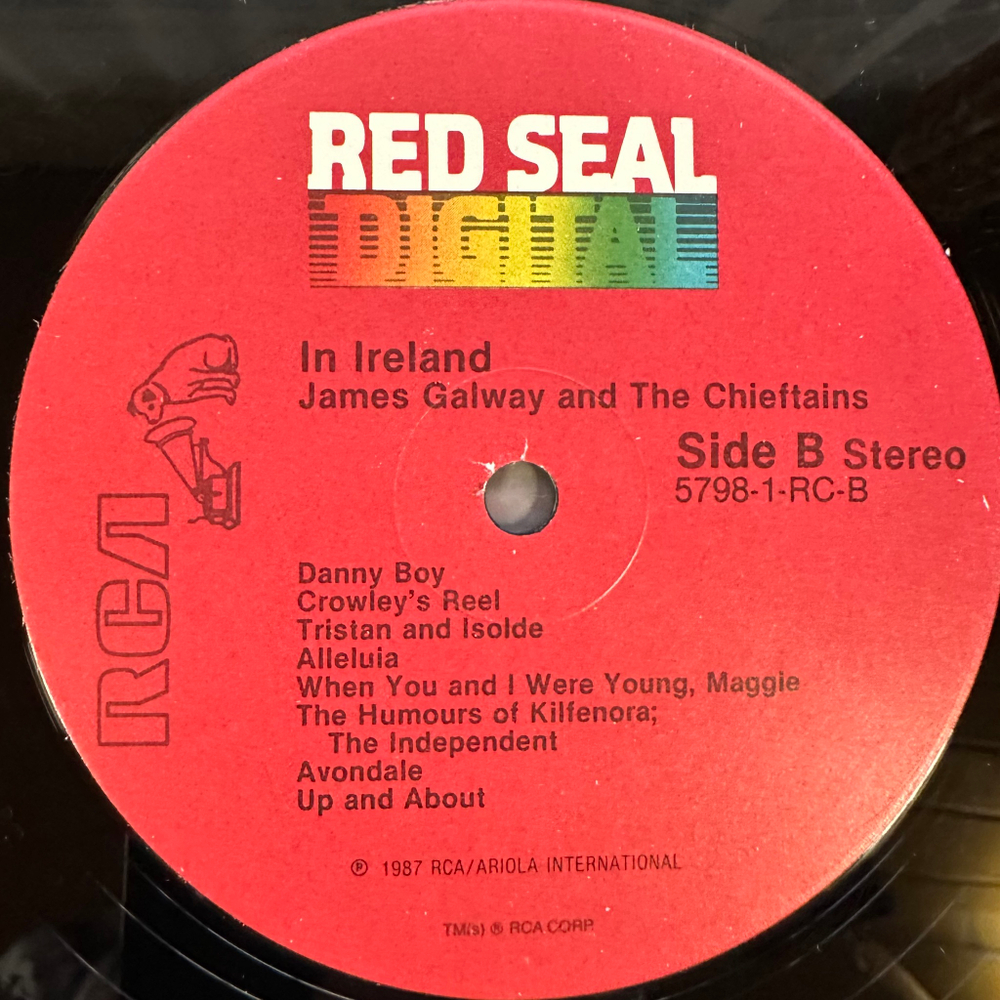 RED SEAL
DIGITAL
In Ireland
James Galway and The Chieftains
Side B Stereo
5798-1-RC-B
RCA
Danny Boy
Crowley's Reel
Tristan and Isolde
Alleluia
When You and I Were Young, Maggie
The Humours of Kilfenora;
The Independent
Avondale
Up and About
℗ 1987 RCA/ARIOLA INTERNATIONAL
TM(s) ® RCA CORP.